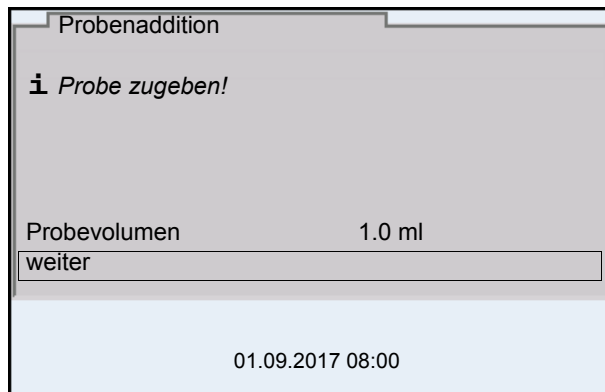 Probenaddition
i Probe zugeben!
Probevolumen 1.0 ml
weiter
01.09.2017 08:00